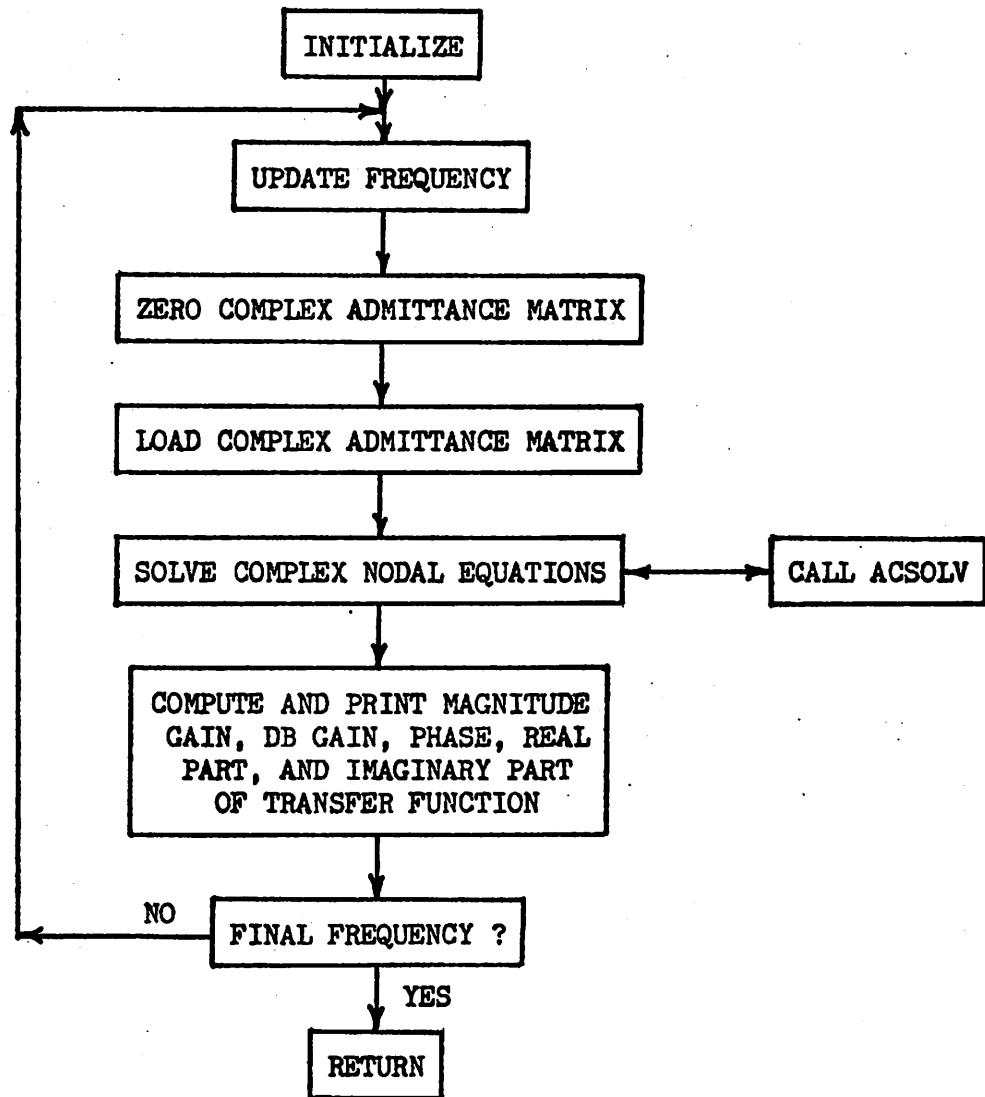 INITIALIZE
UPDATE FREQUENCY
ZERO COMPLEX ADMITTANCE MATRIX
LOAD COMPLEX ADMITTANCE MATRIX
SOLVE COMPLEX NODAL EQUATIONS
CALL ACSOLV
COMPUTE AND PRINT MAGNITUDE
GAIN, DB GAIN, PHASE, REAL
PART, AND IMAGINARY PART
OF TRANSFER FUNCTION
NO
FINAL FREQUENCY ?
YES
RETURN